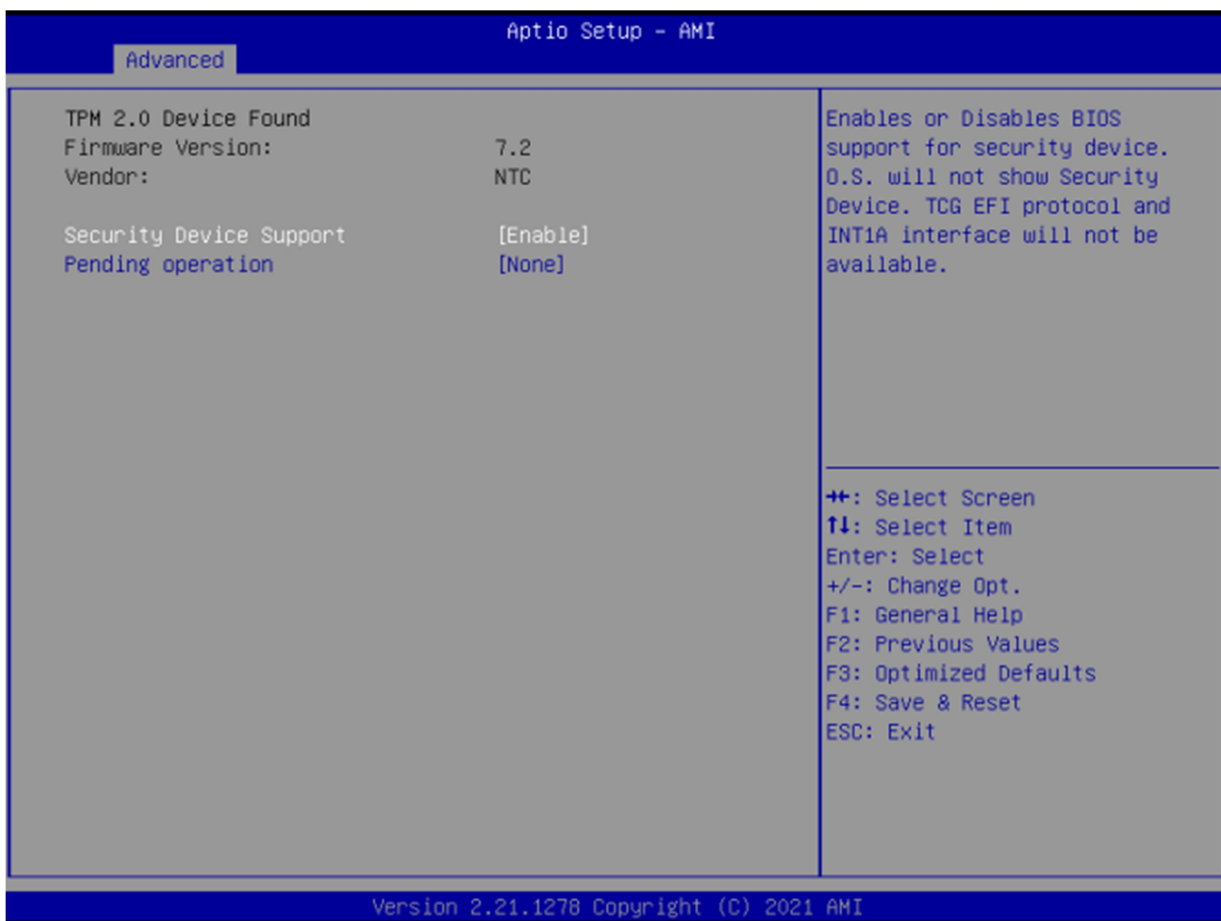 Aptio Setup – AMI
Advanced
TPM 2.0 Device Found
Firmware Version: 7.2
Vendor: NTC
Security Device Support [Enable]
Pending operation [None]
Enables or Disables BIOS
support for security device.
O.S. will not show Security
Device. TCG EFI protocol and
INT1A interface will not be
available.
→←: Select Screen
↑↓: Select Item
Enter: Select
+/-: Change Opt.
F1: General Help
F2: Previous Values
F3: Optimized Defaults
F4: Save & Reset
ESC: Exit
Version 2.21.1278 Copyright (C) 2021 AMI